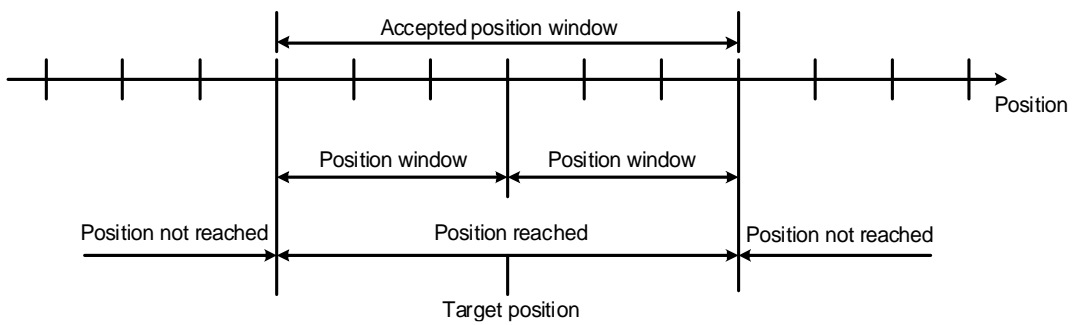 Accepted position window
Position
Position window
Position window
Position not reached
Position reached
Position not reached
Target position